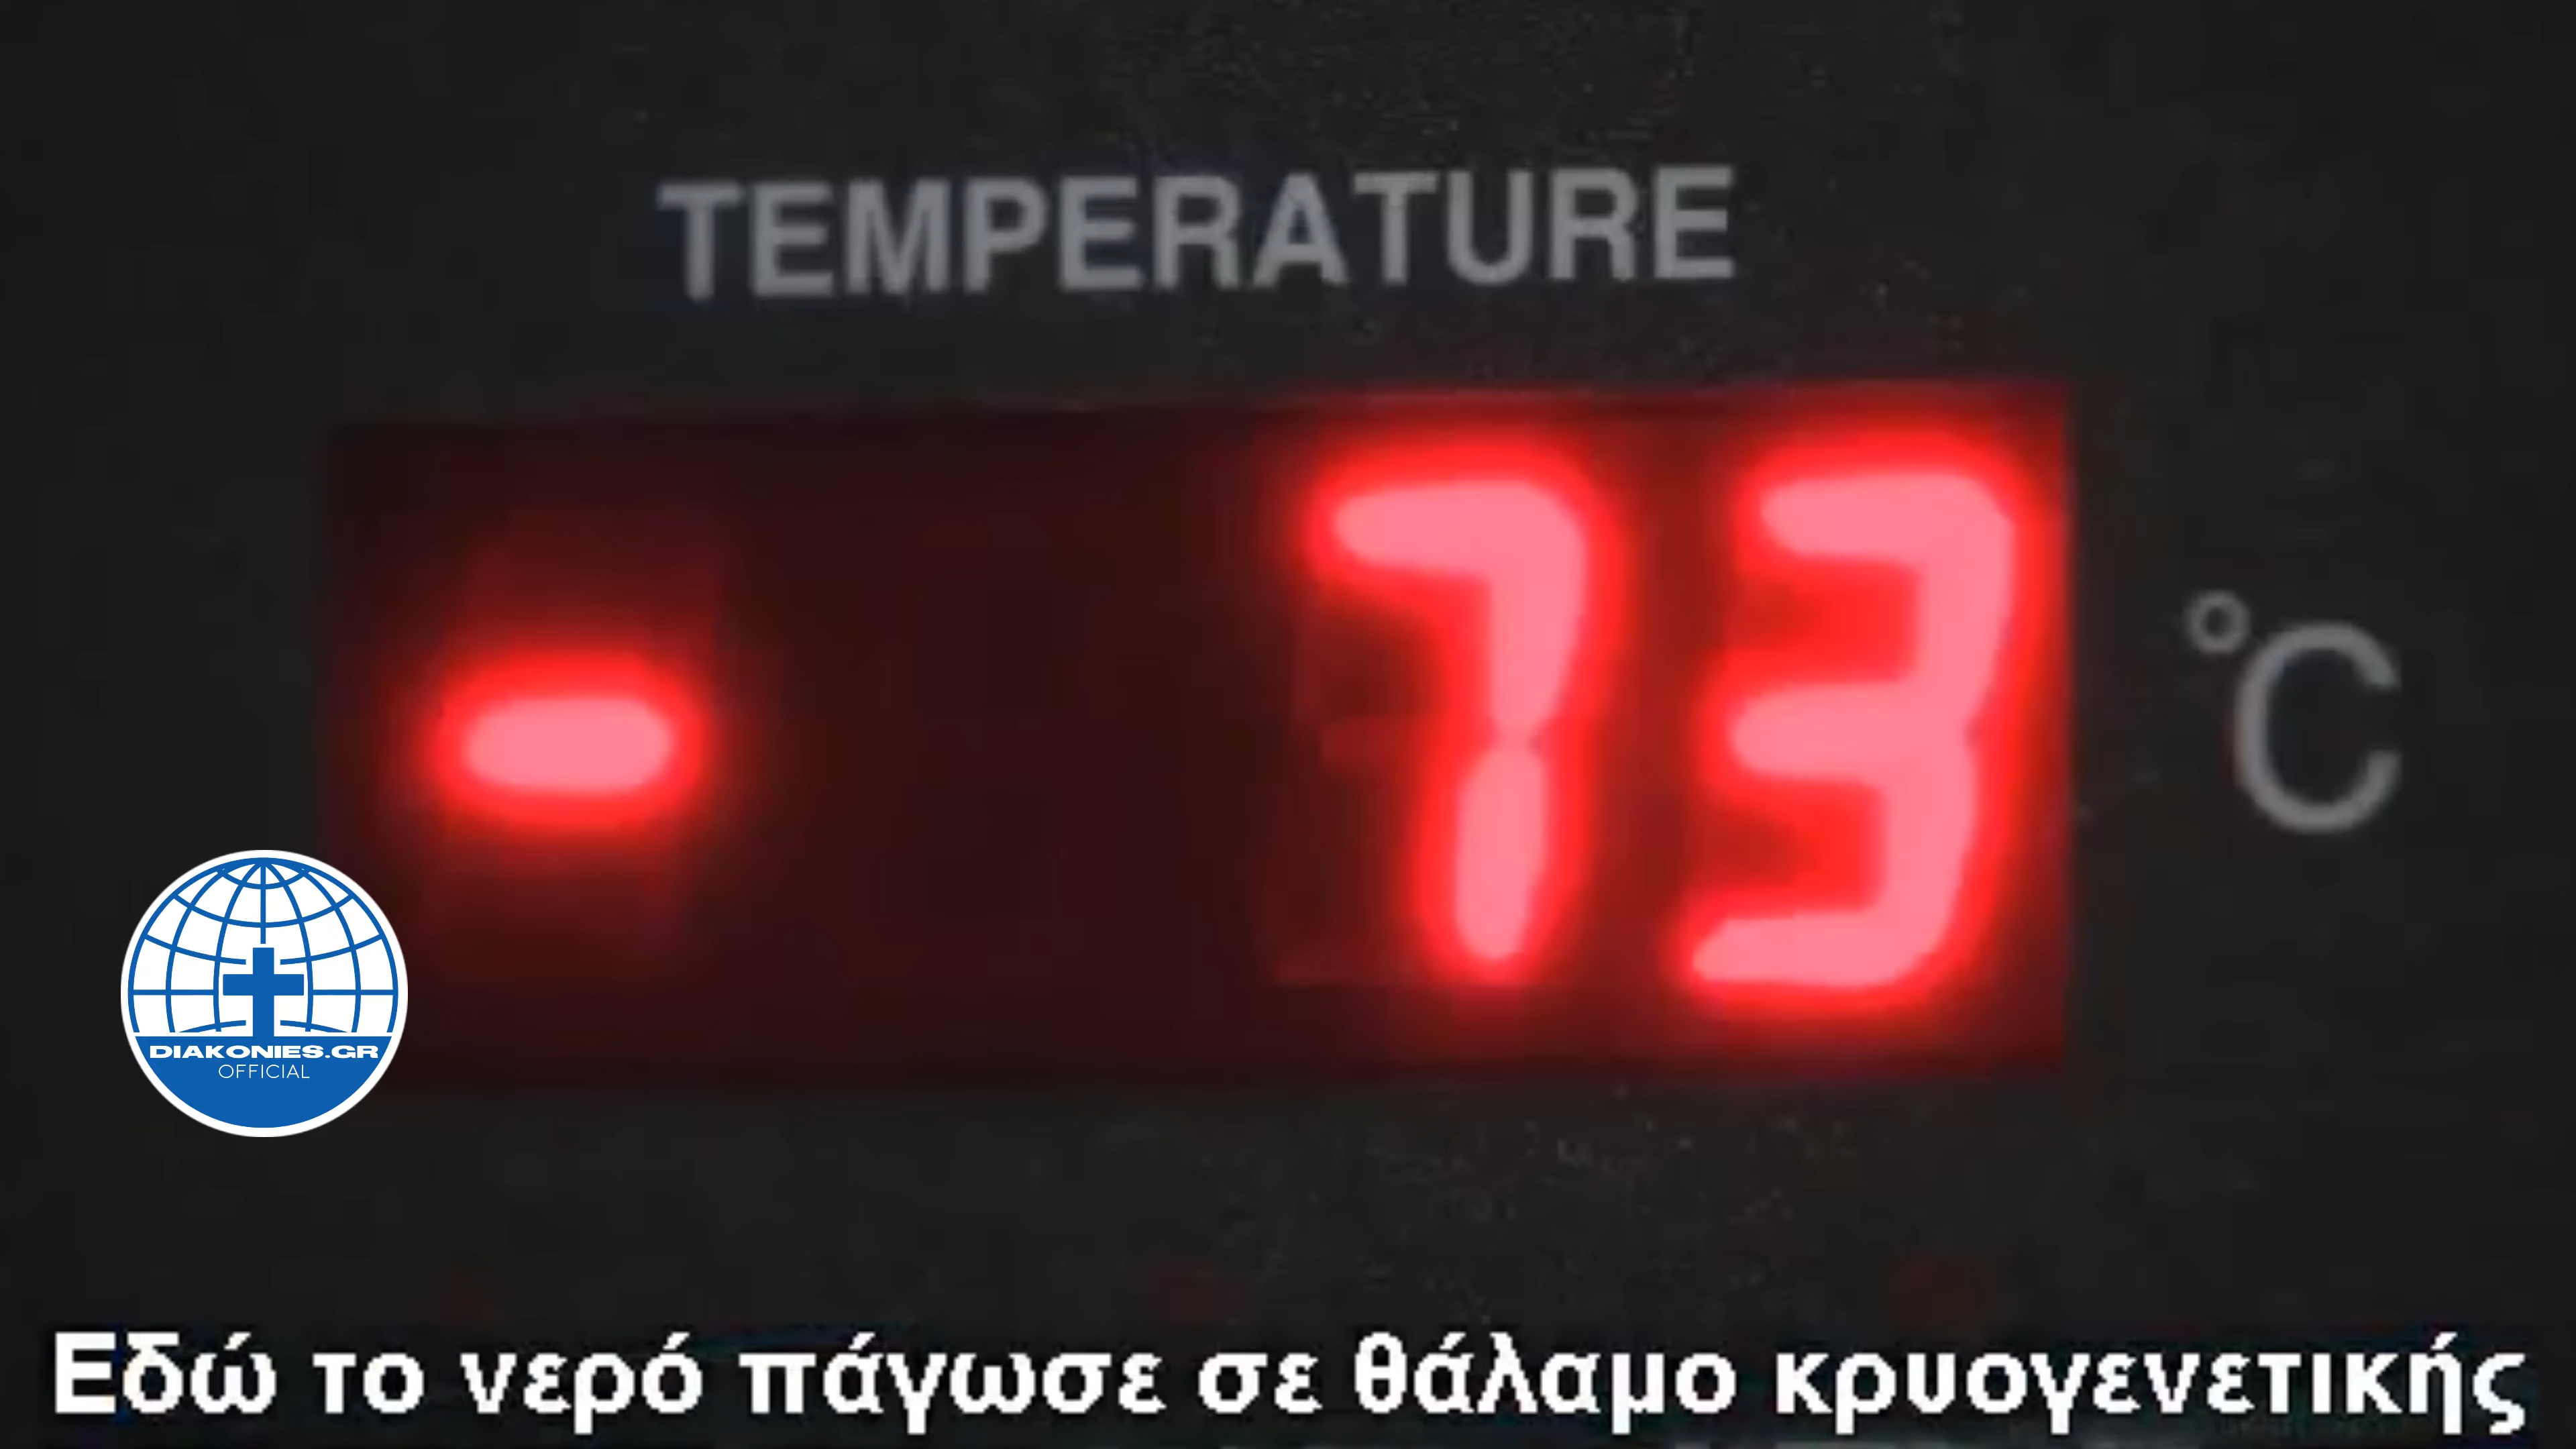 TEMPERATURE
- 73 °C
DIAKONIES.GR
OFFICIAL
Εδώ το νερό πάγωσε σε θάλαμο κρυογενετικής